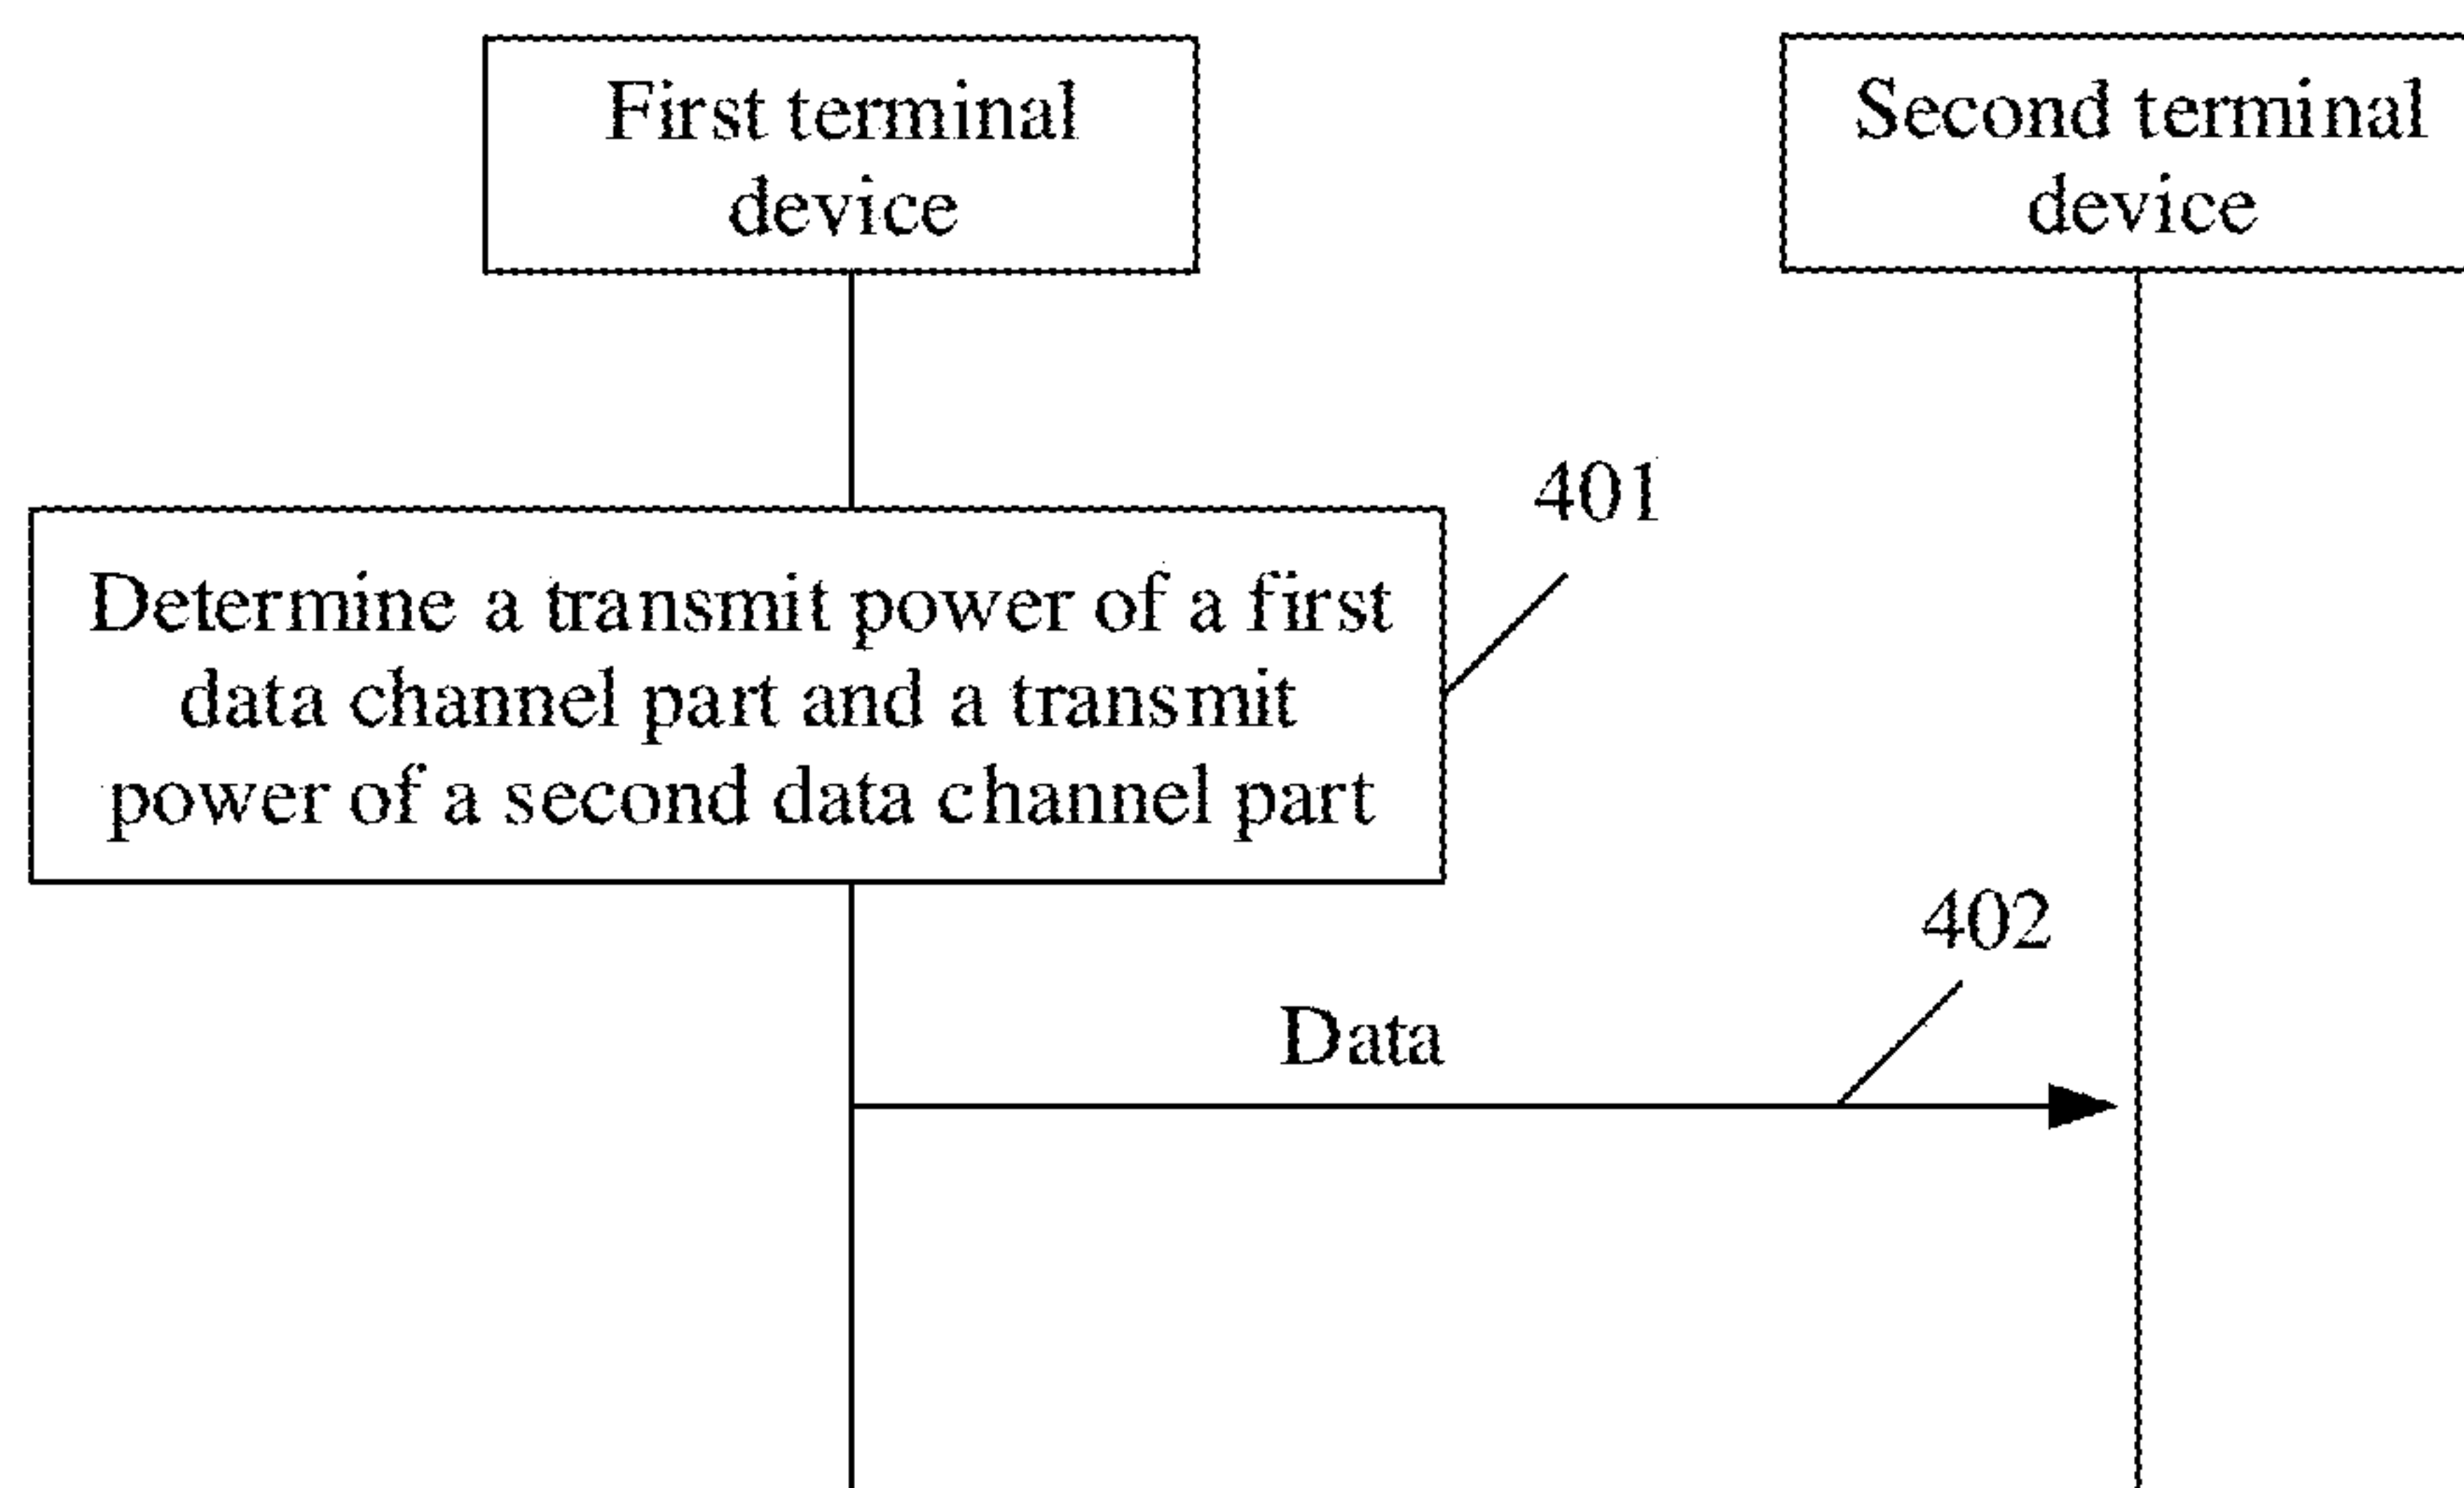 First terminal
device
Second terminal
device
401
Determine a transmit power of a first
data channel part and a transmit
power of a second data channel part
402
Data